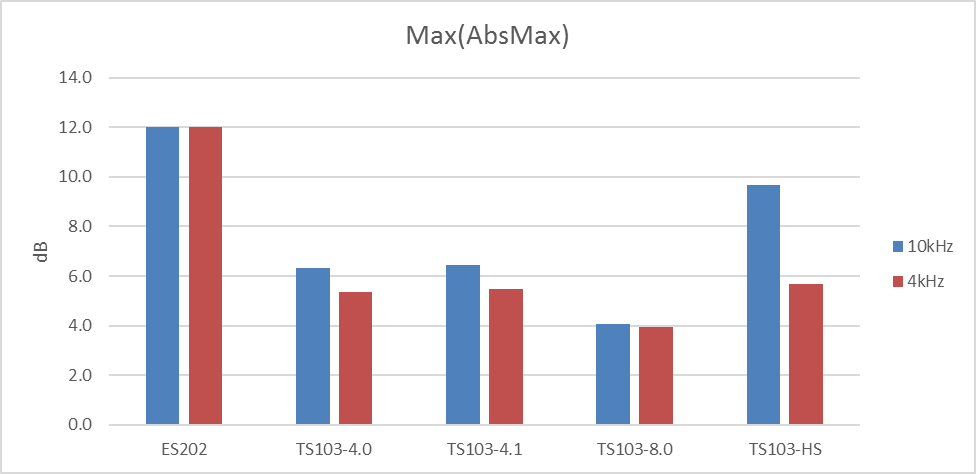 Max(AbsMax)
14.0
12.0
10.0
8.0
6.0
4.0
2.0
0.0
dB
ES202
TS103-4.0
TS103-4.1
TS103-8.0
TS103-HS
10kHz
4kHz